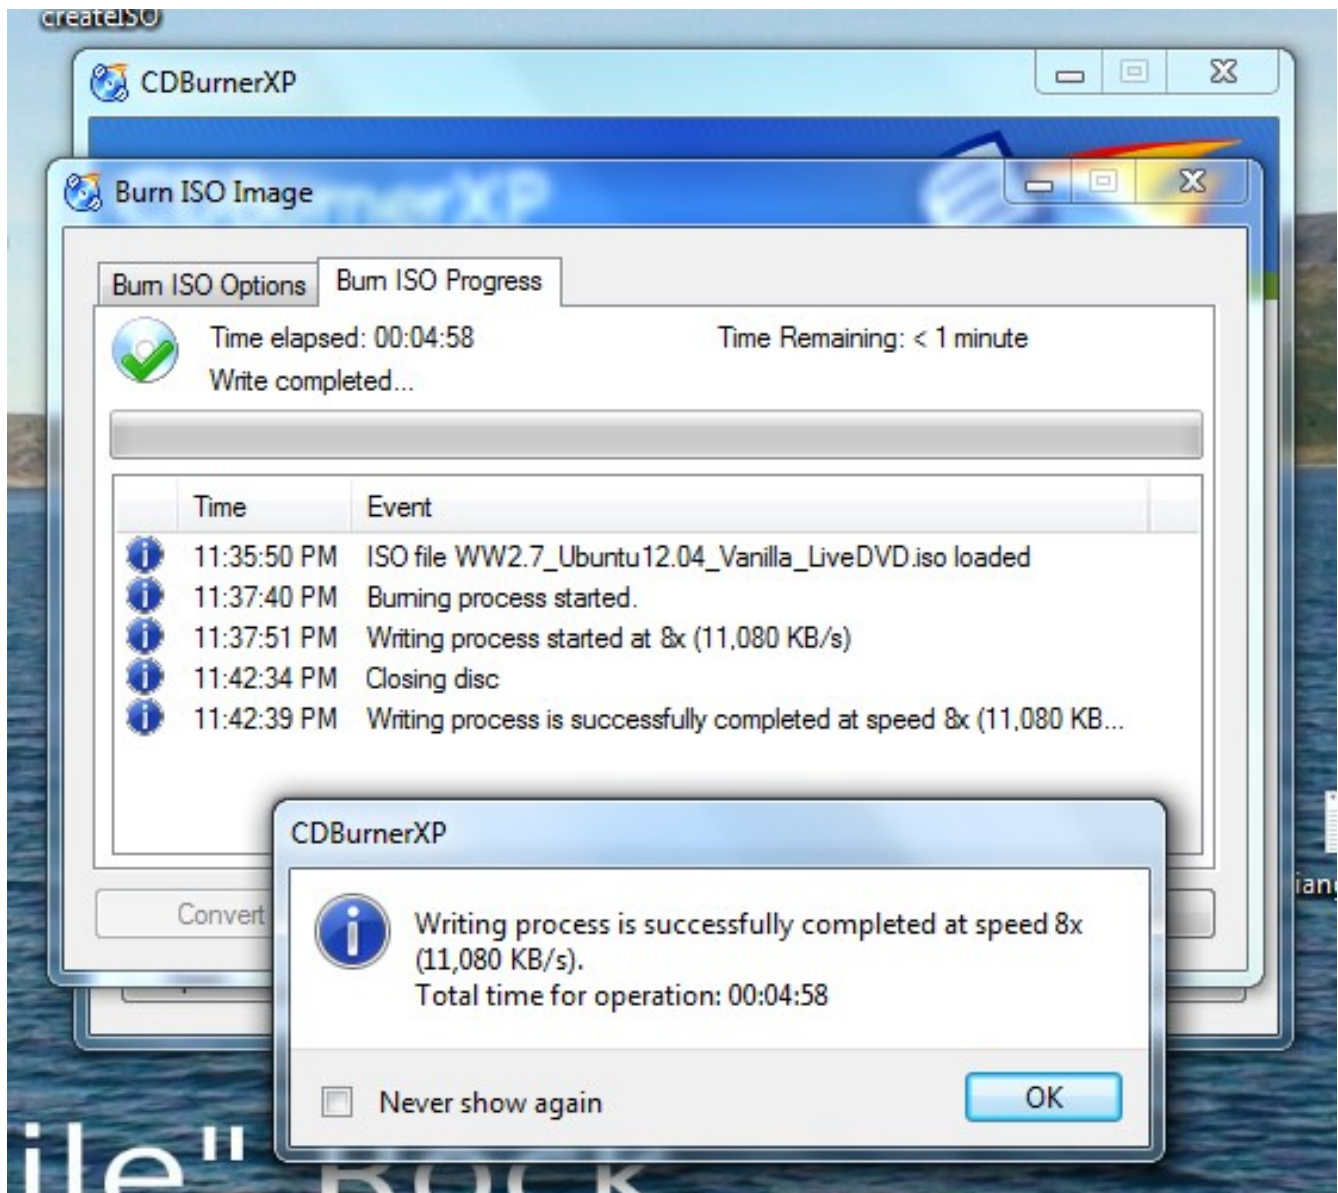 createISO
CDBurnerXP
Burn ISO Image
Burn ISO Options
Burn ISO Progress
Time elapsed: 00:04:58
Time Remaining: < 1 minute
Write completed...
Time Event
11:35:50 PM ISO file WW2.7_Ubuntu12.04_Vanilla_LiveDVD.iso loaded
11:37:40 PM Burning process started.
11:37:51 PM Writing process started at 8x (11,080 KB/s)
11:42:34 PM Closing disc
11:42:39 PM Writing process is successfully completed at speed 8x (11,080 KB...
CDBurnerXP
Convert
Writing process is successfully completed at speed 8x
(11,080 KB/s).
Total time for operation: 00:04:58
Never show again
OK
ile" Rock